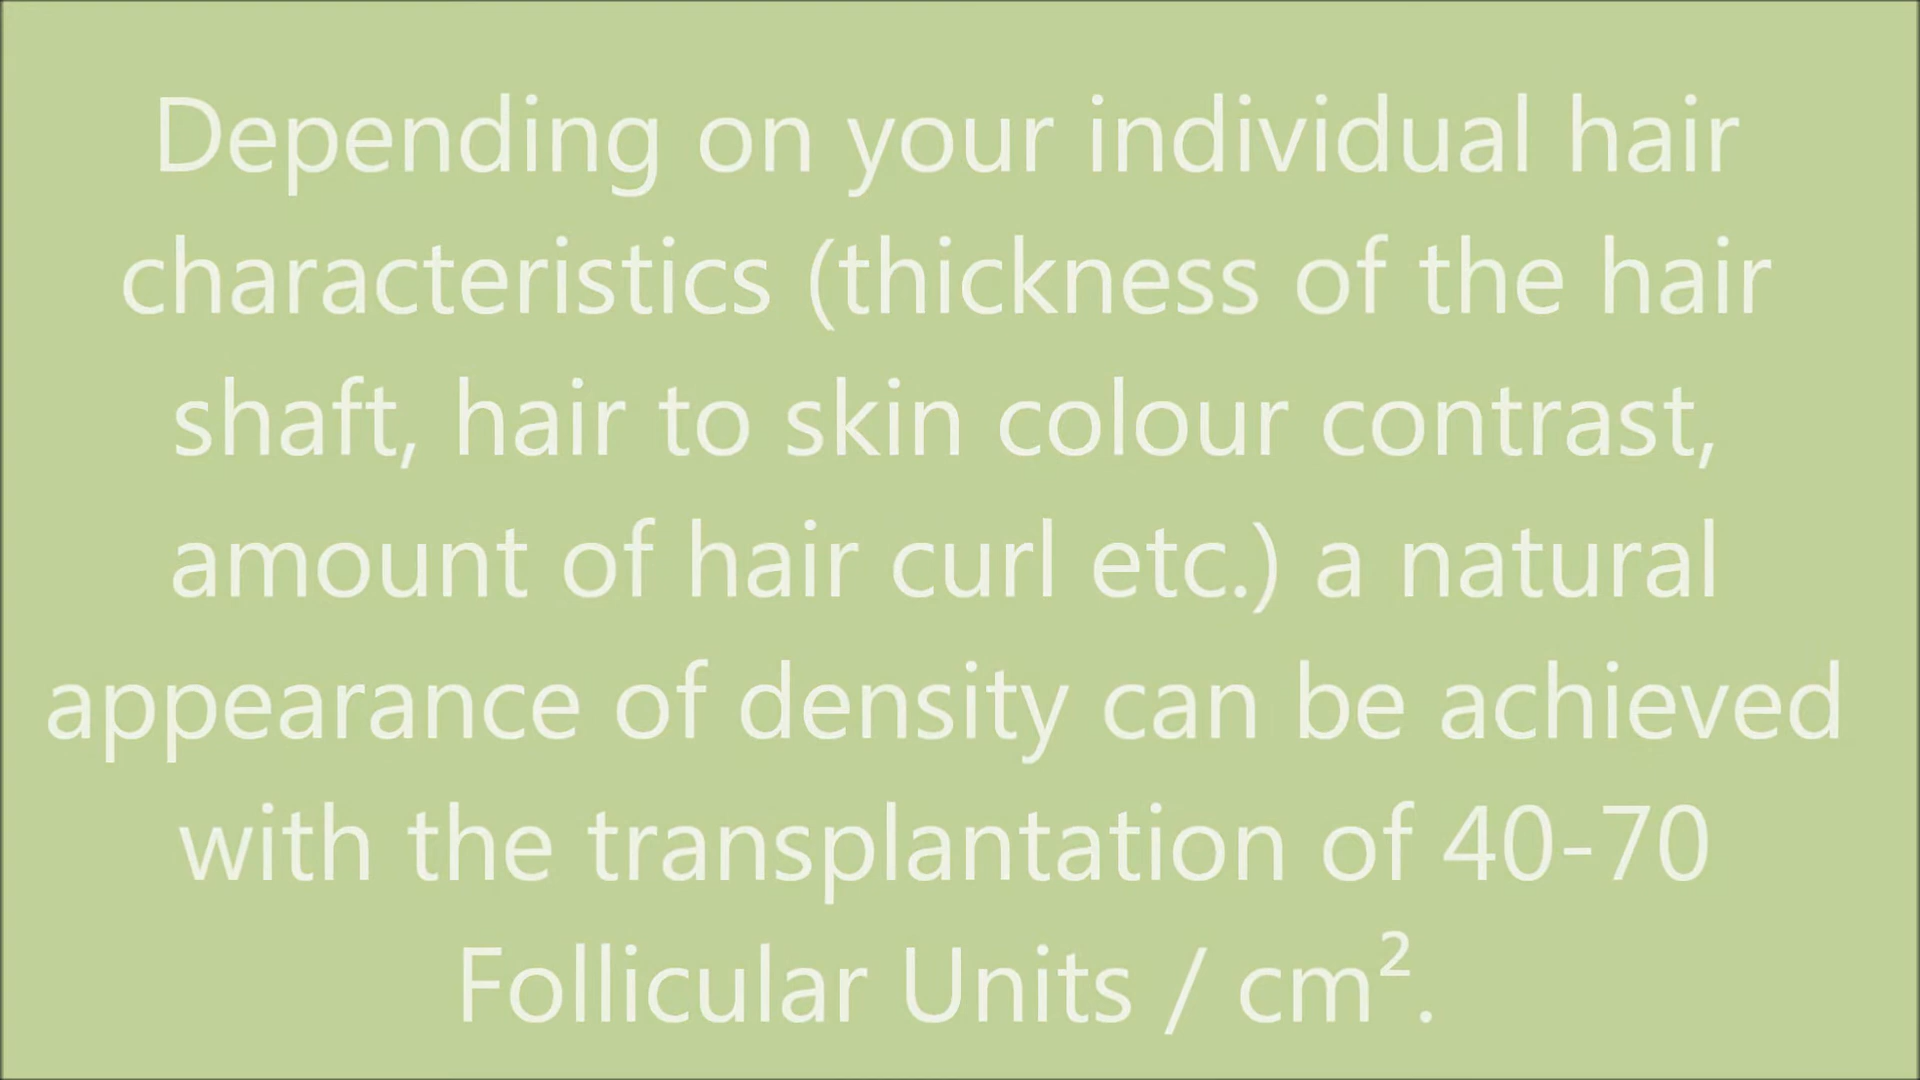 Depending on your individual hair
characteristics (thickness of the hair
shaft, hair to skin colour contrast,
amount of hair curl etc.) a natural
appearance of density can be achieved
with the transplantation of 40-70
Follicular Units / cm².